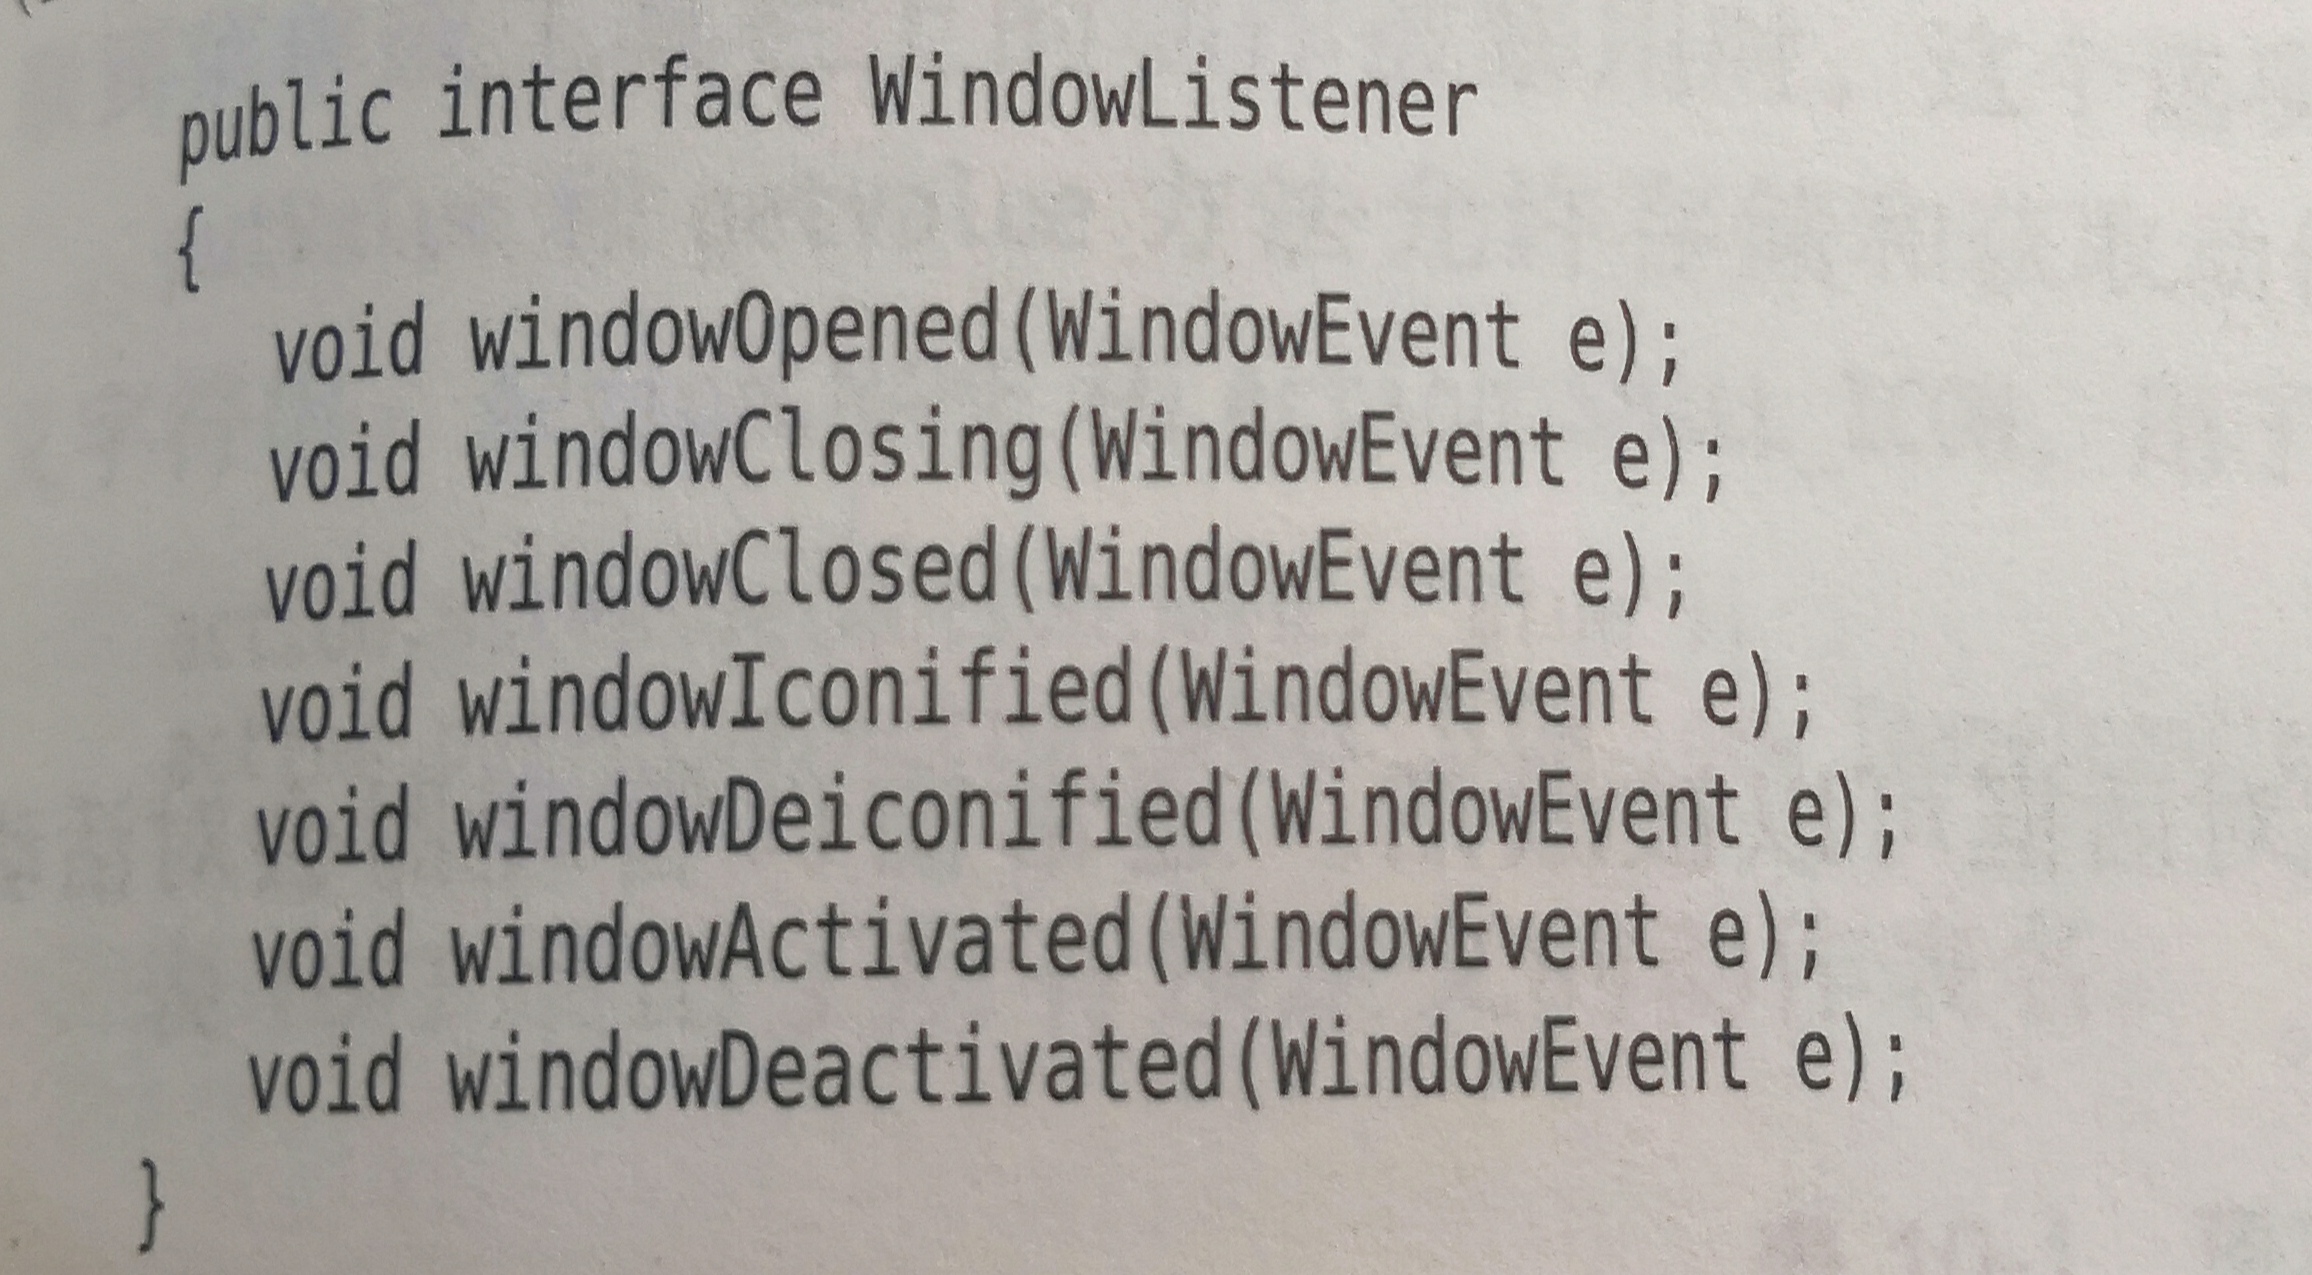 public interface WindowListener
{
void windowOpened(WindowEvent e);
void windowClosing(WindowEvent e);
void windowClosed(WindowEvent e);
void windowIconified(WindowEvent e);
void windowDeiconified(WindowEvent e);
void windowActivated(WindowEvent e);
void windowDeactivated(WindowEvent e);
}